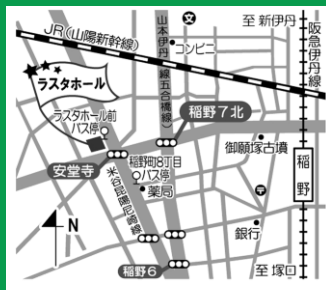 文
至 新伊丹
JR(山陽新幹線)
コンビニ
山本伊丹線(五合橋線)
阪急伊丹線
ラスタホール
稲野7北
ラスタホール前
バス停
御願塚古墳
稲野
安堂寺
稲野町8丁目
バス停
薬局
米谷昆陽尼崎線
〒
N
銀行
稲野6
至 塚口